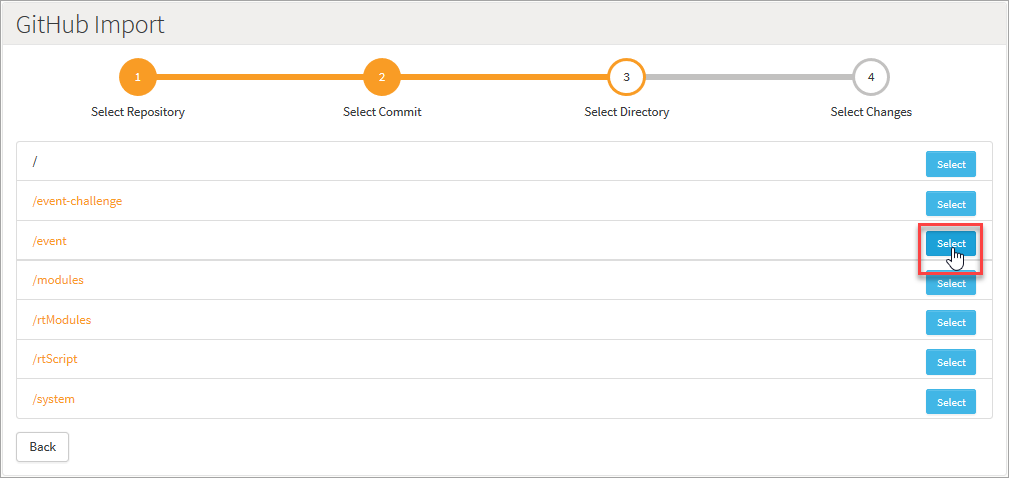 GitHub Import
1 2 3 4
Select Repository Select Commit Select Directory Select Changes
/ Select
/event-challenge Select
/event Select
/modules Select
/rtModules Select
/rtScript Select
/system Select
Back